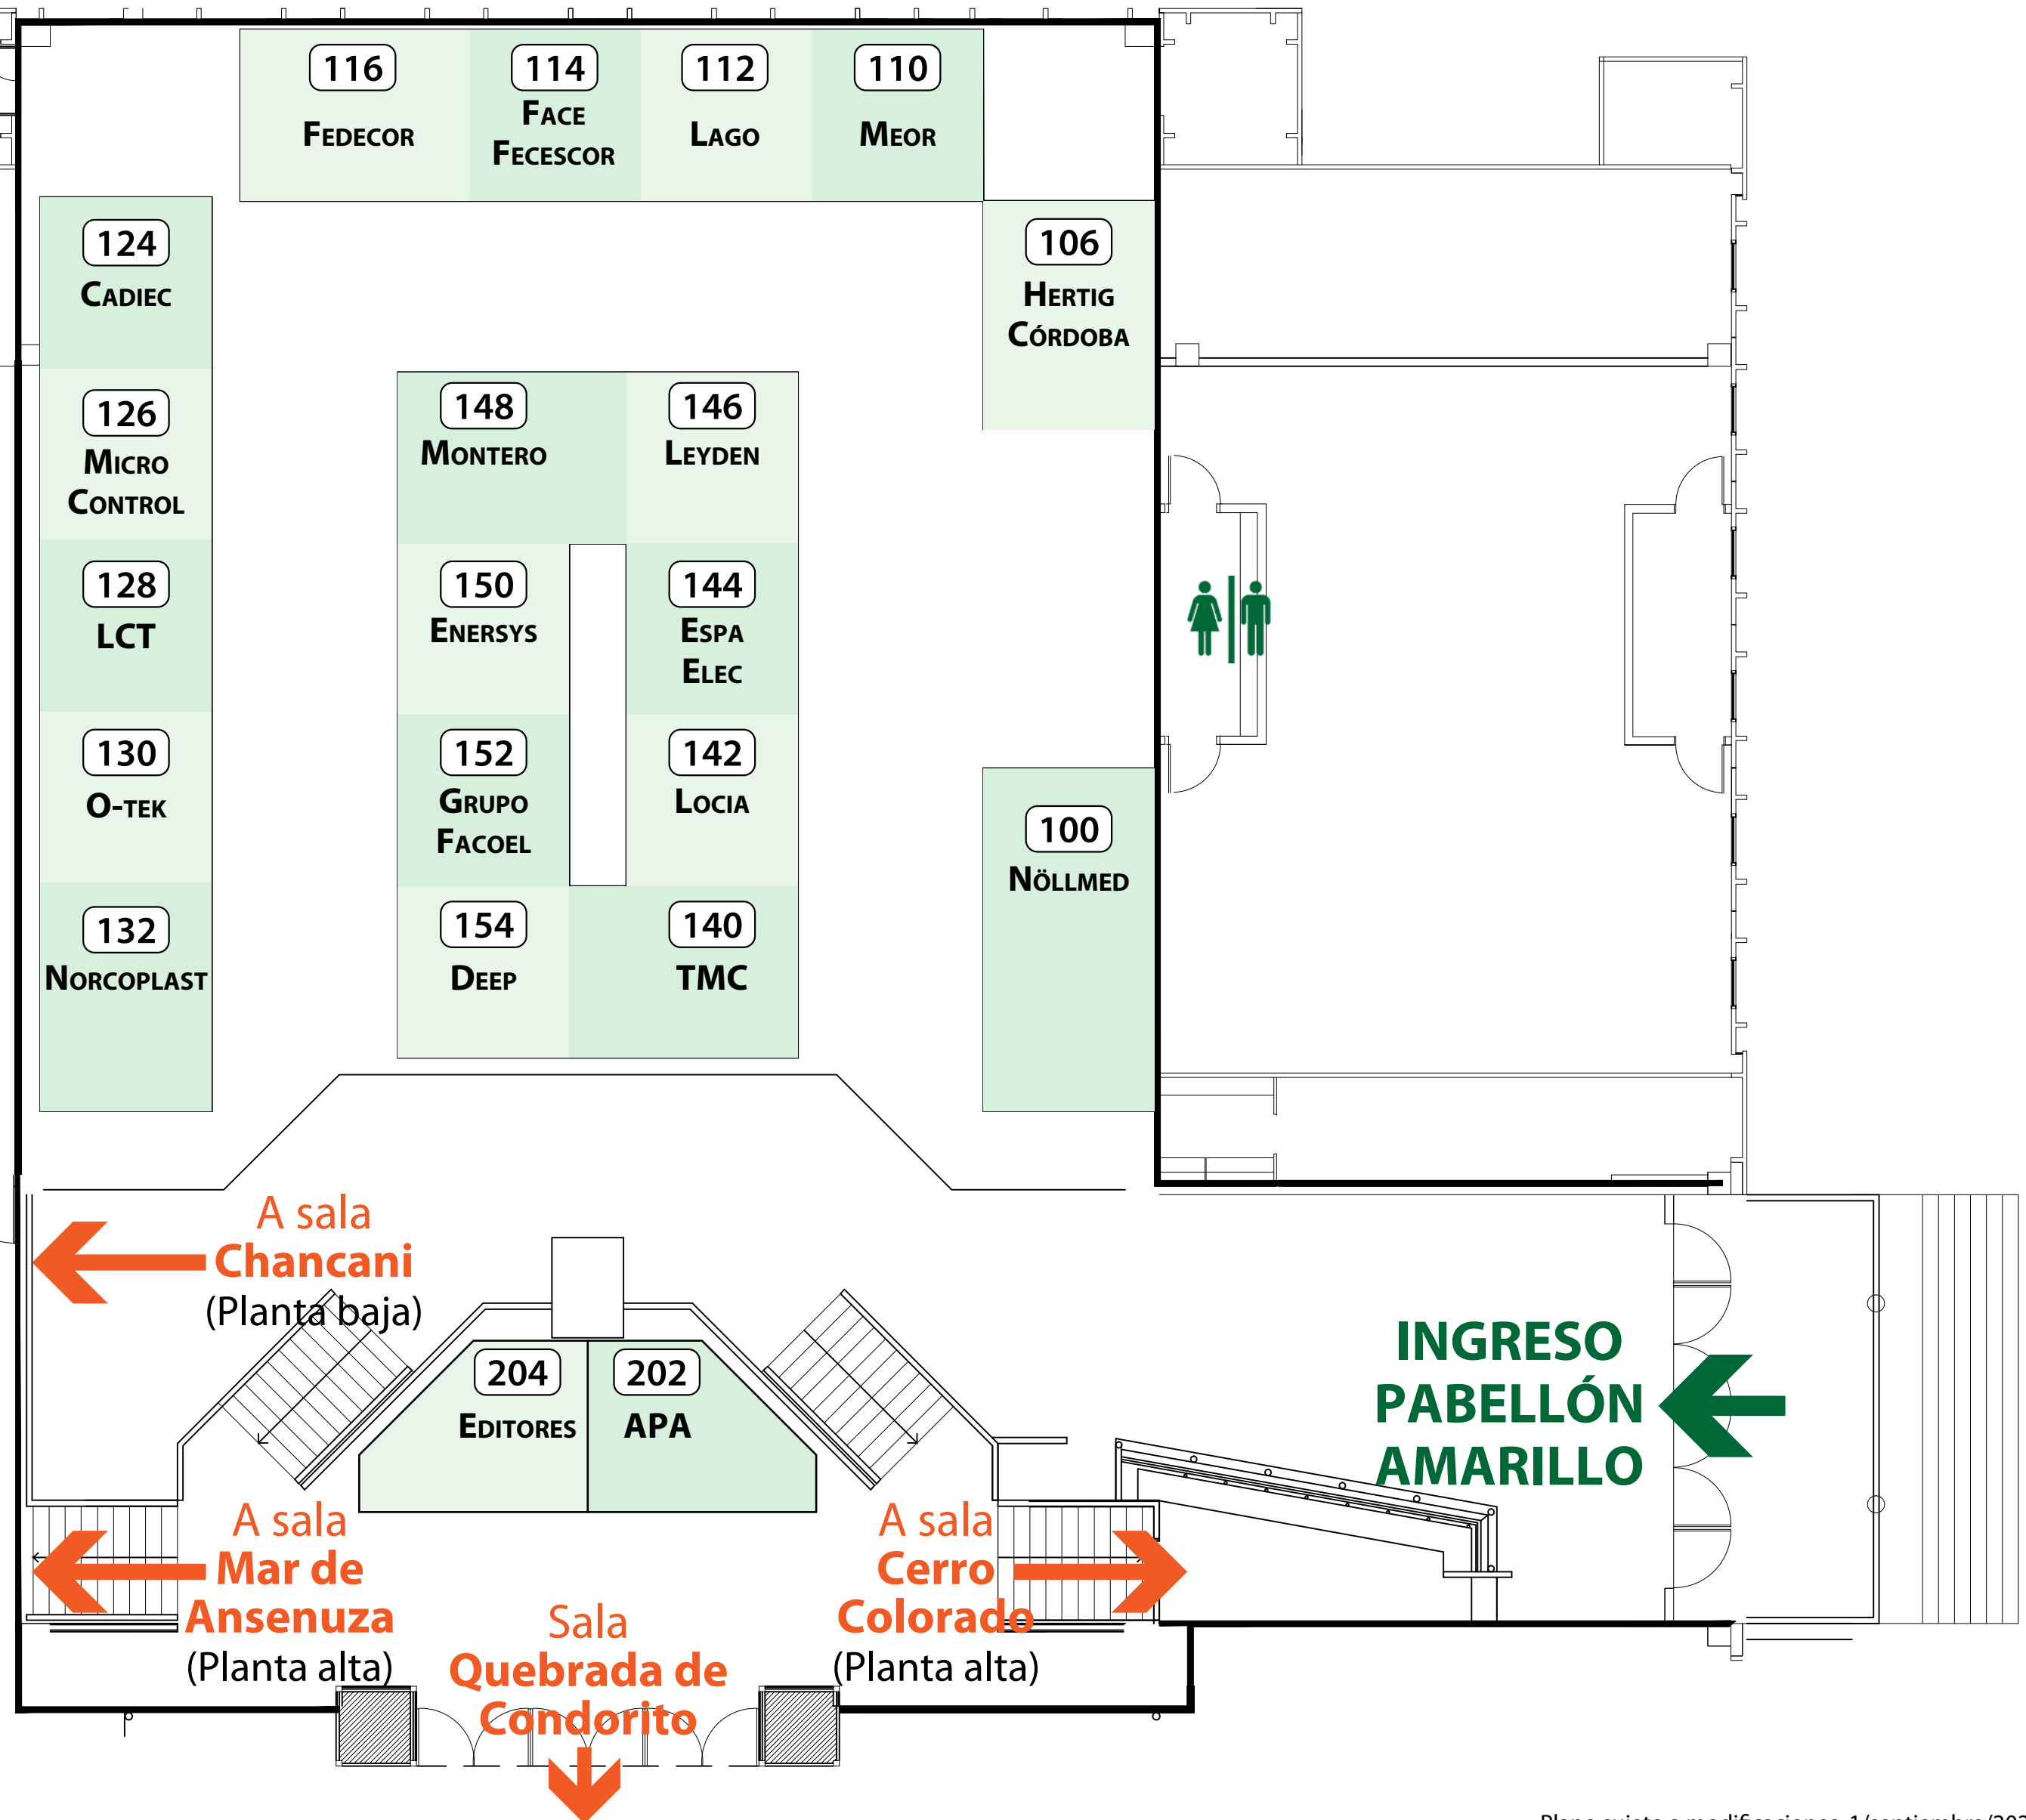 116
FEDECOR
114
FACE
FECESCOR
112
LAGO
110
MEOR
124
CADIEC
106
HERTIG
CÓRDOBA
126
MICRO
CONTROL
148
MONTERO
146
LEYDEN
128
LCT
150
ENERSYS
144
ESPA
ELEC
130
O-TEK
152
GRUPO
FACOEL
142
LOCIA
100
NÖLLMED
132
NORCOPLAST
154
DEEP
140
TMC
A sala
Chancani
(Planta baja)
204
EDITORES
202
APA
INGRESO
PABELLÓN
AMARILLO
A sala
Mar de
Ansenuza
(Planta alta)
A sala
Cerro
Colorado
(Planta alta)
Sala
Quebrada de
Condorito